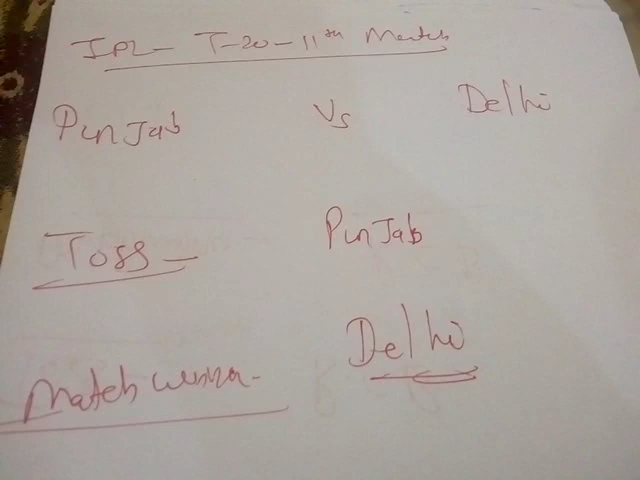 IPL - T-20 - 11th Match
Punjab Vs Delhi
Toss - Punjab
Delhi
Match winner -